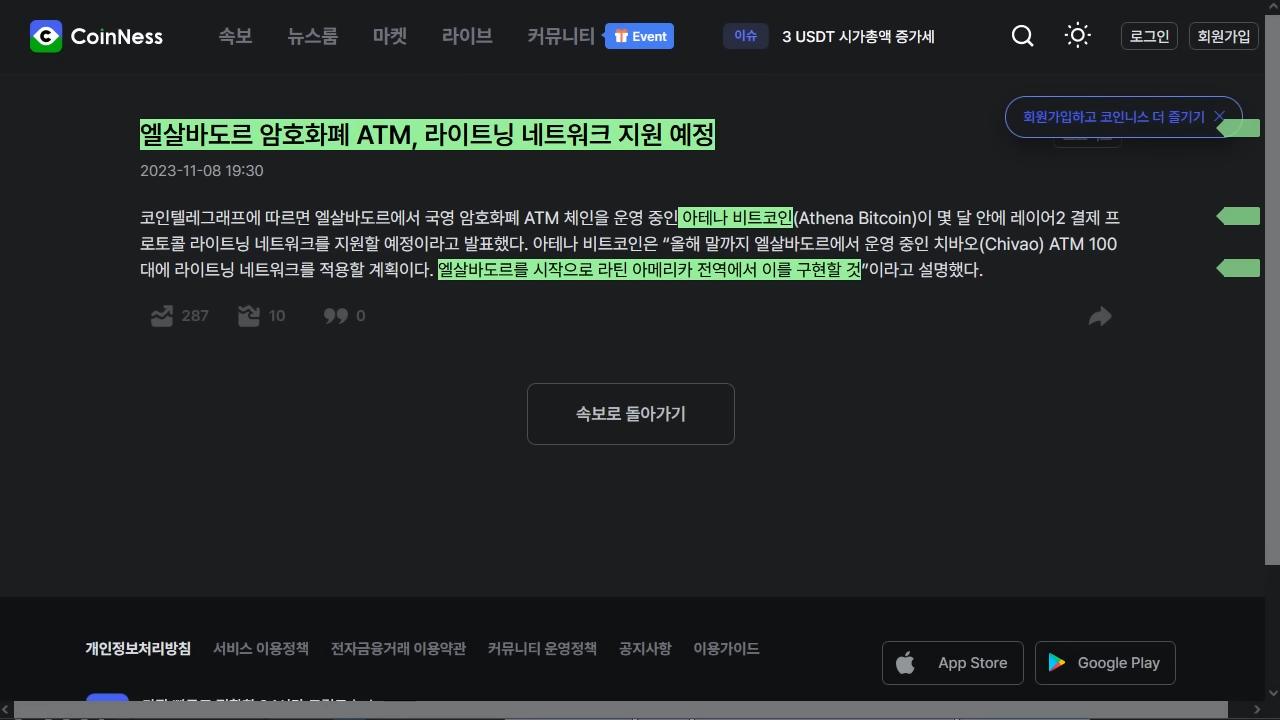 CoinNess
속보
뉴스룸
마켓
라이브
커뮤니티
Event
이슈
3 USDT 시가총액 증가세
로그인
회원가입
회원가입하고 코인니스 더 즐기기
엘살바도르 암호화폐 ATM, 라이트닝 네트워크 지원 예정
2023-11-08 19:30
코인텔레그래프에 따르면 엘살바도르에서 국영 암호화폐 ATM 체인을 운영 중인 아테나 비트코인(Athena Bitcoin)이 몇 달 안에 레이어2 결제 프
로토콜 라이트닝 네트워크를 지원할 예정이라고 발표했다. 아테나 비트코인은 “올해 말까지 엘살바도르에서 운영 중인 치바오(Chivao) ATM 100
대에 라이트닝 네트워크를 적용할 계획이다. 엘살바도르를 시작으로 라틴 아메리카 전역에서 이를 구현할 것”이라고 설명했다.
287
10
0
속보로 돌아가기
개인정보처리방침
서비스 이용정책
전자금융거래 이용약관
커뮤니티 운영정책
공지사항
이용가이드
App Store
Google Play